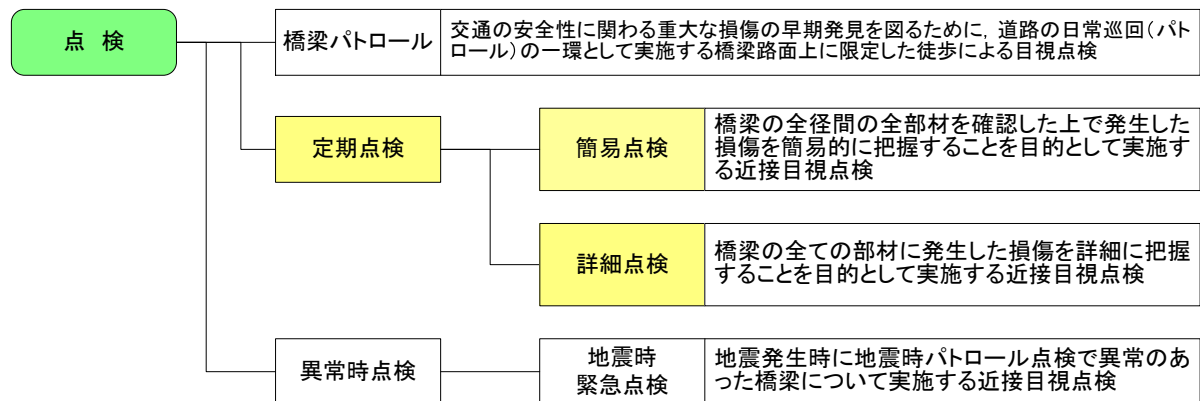 点 検
橋梁パトロール
交通の安全性に関わる重大な損傷の早期発見を図るために，道路の日常巡回（パト
ロール）の一環として実施する橋梁路面上に限定した徒歩による目視点検
定期点検
簡易点検
橋梁の全径間の全部材を確認した上で発生した
損傷を簡易的に把握することを目的として実施す
る近接目視点検
詳細点検
橋梁の全ての部材に発生した損傷を詳細に把握
することを目的として実施する近接目視点検
異常時点検
地震時
緊急点検
地震発生時に地震時パトロール点検で異常のあ
った橋梁について実施する近接目視点検